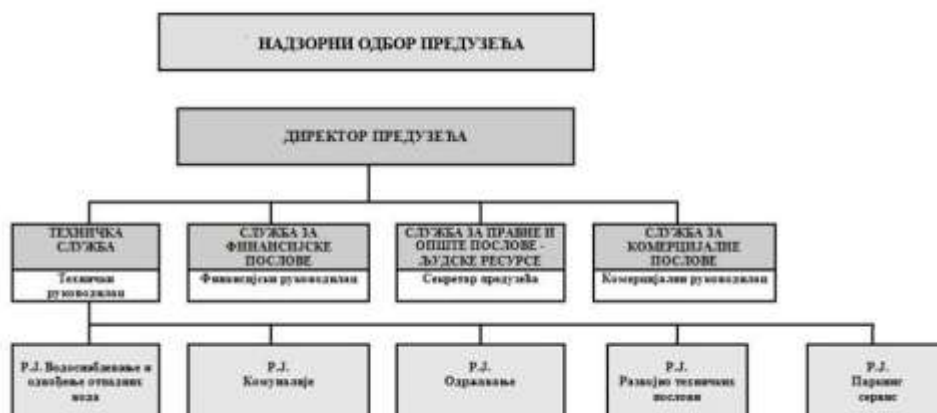 НАДЗОРНИ ОДБОР ПРЕДУЗЕЋА
ДИРЕКТОР ПРЕДУЗЕЋА
ТЕХНИЧКА
СЛУЖБА
Технички
руководилац
СЛУЖБА ЗА
ФИНАНСИЈСКЕ
ПОСЛОВЕ
Финансијски руководилац
СЛУЖБА ЗА ПРАВНЕ И
ОПШТЕ ПОСЛОВЕ -
ЉУДСКЕ РЕСУРСЕ
Секретар предузећа
СЛУЖБА ЗА
КОМЕРЦИЈАЛНЕ
ПОСЛОВЕ
Комерцијални руководилац
Р.Ј. Водоснабдевање и
одвођење отпадних
вода
Р.Ј.
Комуналије
Р.Ј.
Одржавање
Р.Ј.
Развојно техничких
послови
Р.Ј.
Паркинг
сервис